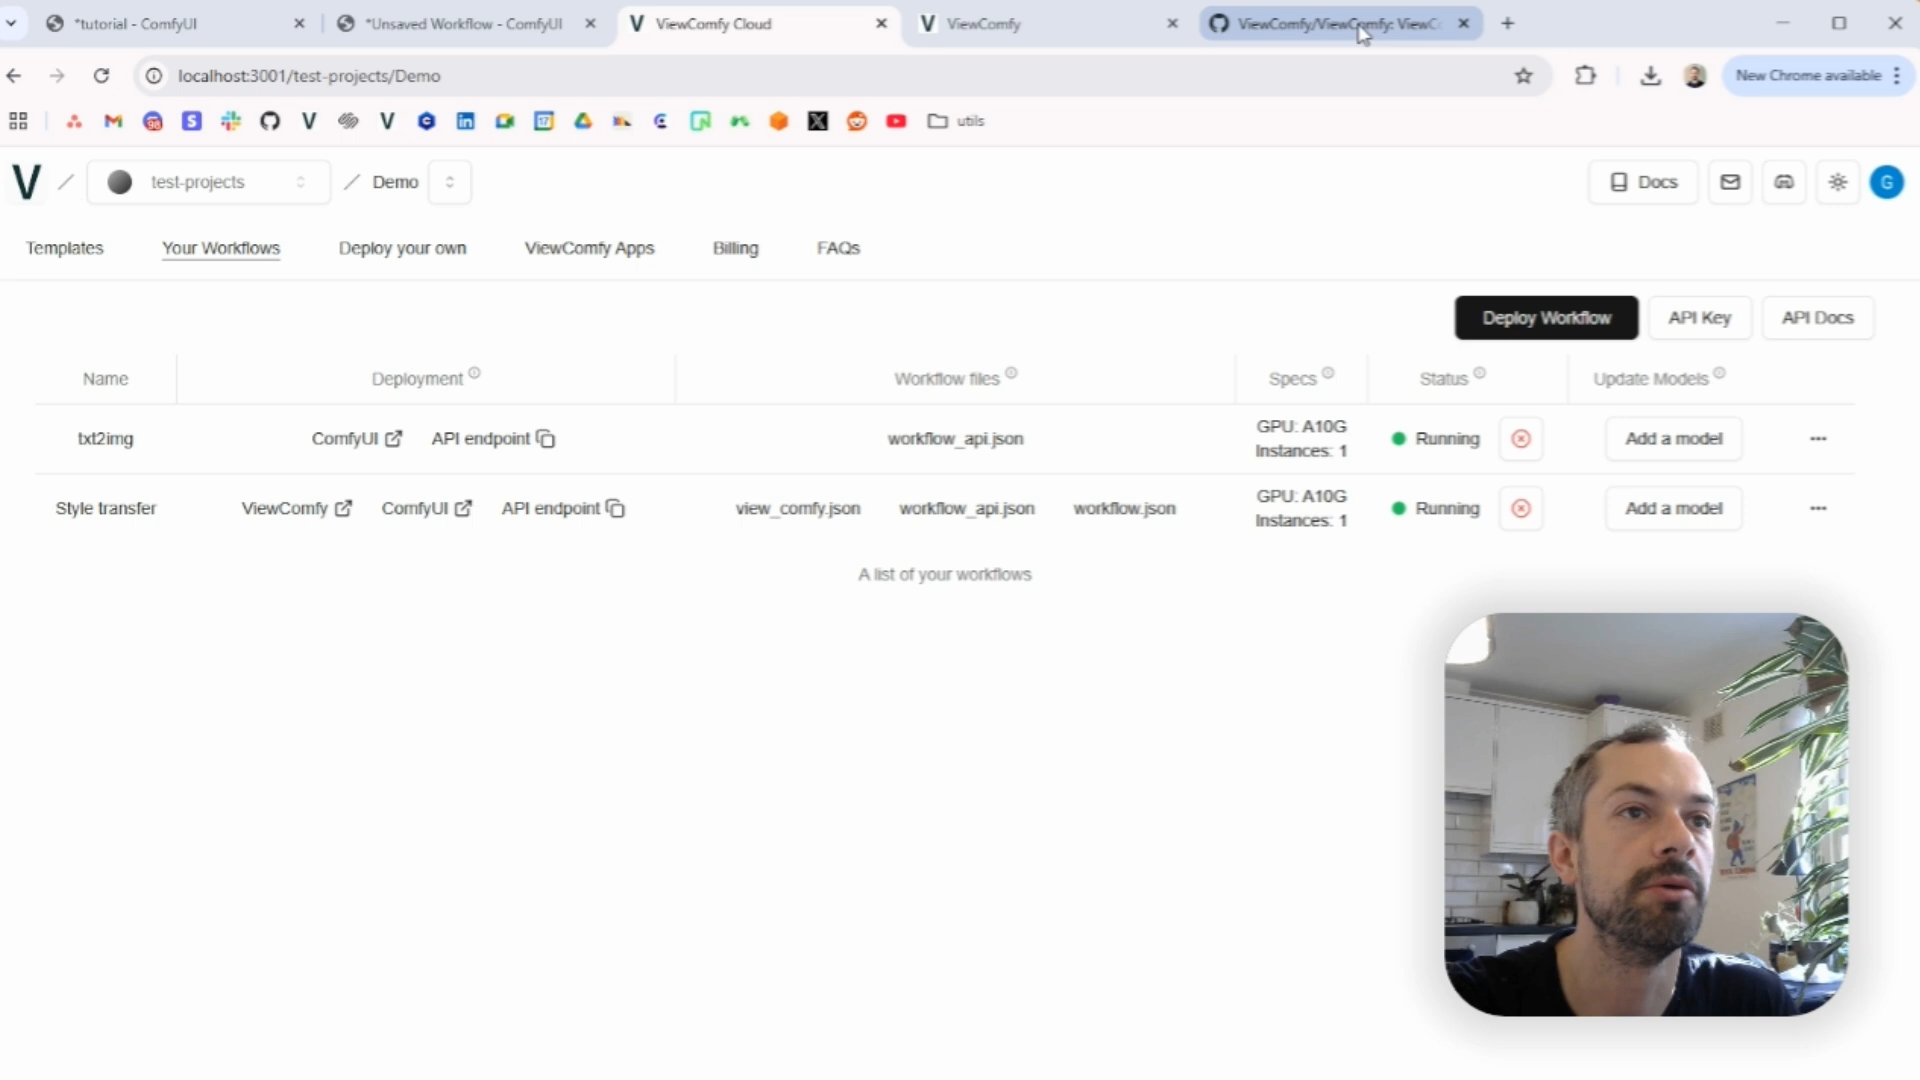 *tutorial - ComfyUI
*Unsaved Workflow - ComfyUI
ViewComfy Cloud
ViewComfy
ViewComfy/ViewComfy: ViewC
localhost:3001/test-projects/Demo
New Chrome available
utils
test-projects
Demo
Docs
G
Templates
Your Workflows
Deploy your own
ViewComfy Apps
Billing
FAQs
Deploy Workflow
API Key
API Docs
Name
Deployment
Workflow files
Specs
Status
Update Models
txt2img
ComfyUI
API endpoint
workflow_api.json
GPU: A10G
Instances: 1
Running
Add a model
Style transfer
ViewComfy
ComfyUI
API endpoint
view_comfy.json
workflow_api.json
workflow.json
GPU: A10G
Instances: 1
Running
Add a model
A list of your workflows